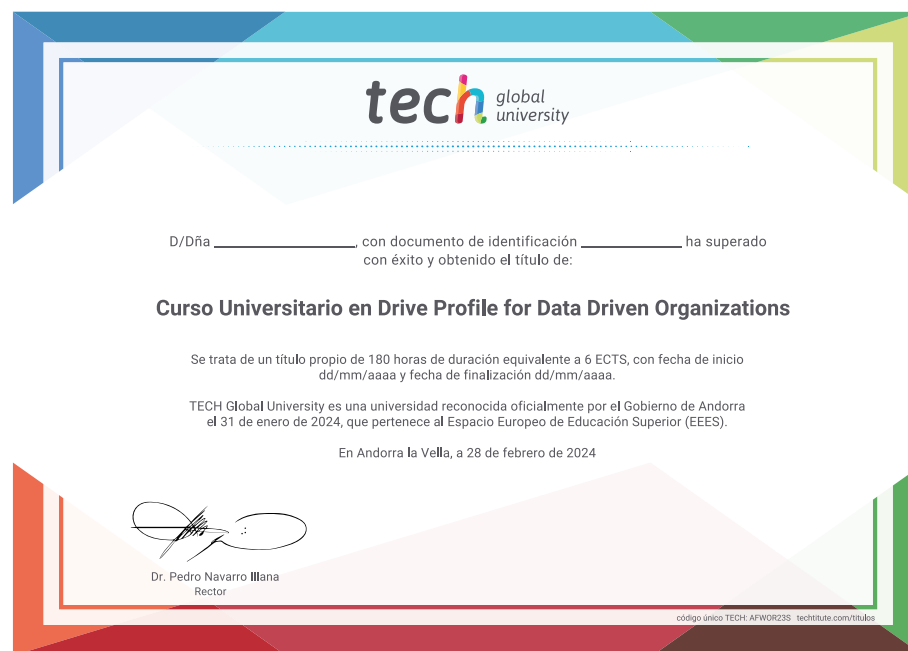 tech global university
D/Dña ______________, con documento de identificación __________ ha superado
con éxito y obtenido el título de:
Curso Universitario en Drive Profile for Data Driven Organizations
Se trata de un título propio de 180 horas de duración equivalente a 6 ECTS, con fecha de inicio
dd/mm/aaaa y fecha de finalización dd/mm/aaaa.
TECH Global University es una universidad reconocida oficialmente por el Gobierno de Andorra
el 31 de enero de 2024, que pertenece al Espacio Europeo de Educación Superior (EEES).
En Andorra la Vella, a 28 de febrero de 2024
Dr. Pedro Navarro Illana
Rector
código único TECH: AFWOR23S techtitute.com/titulos